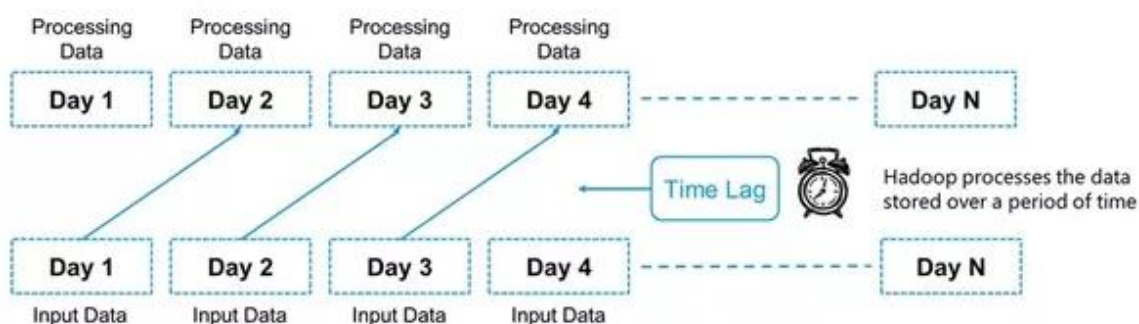 Processing
Data
Processing
Data
Processing
Data
Processing
Data
Day 1
Day 2
Day 3
Day 4
Day N
Time Lag
Hadoop processes the data
stored over a period of time
Day 1
Day 2
Day 3
Day 4
Day N
Input Data
Input Data
Input Data
Input Data